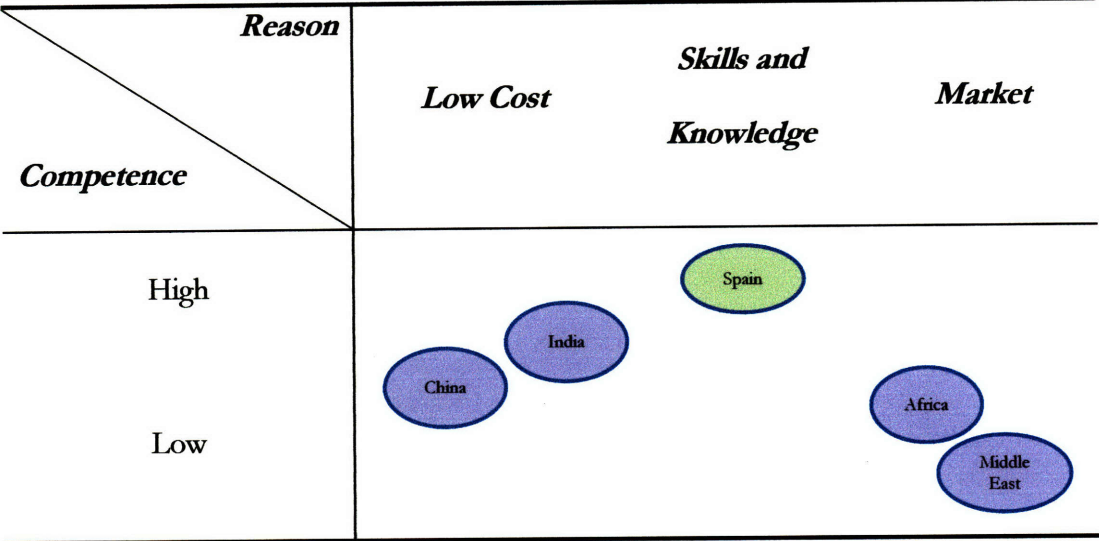 Reason
Competence
Low Cost
Skills and
Knowledge
Market
High
Low
Spain
India
China
Africa
Middle
East